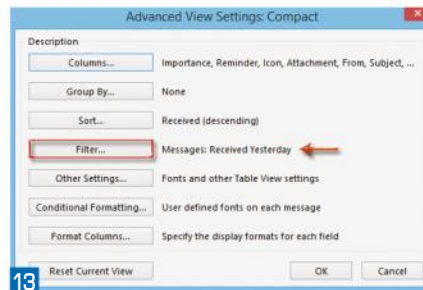 Advanced View Settings: Compact
Description
Columns... Importance, Reminder, Icon, Attachment, From, Subject, ...
Group By... None
Sort... Received (descending)
Filter... Messages: Received Yesterday
Other Settings... Fonts and other Table View settings
Conditional Formatting... User defined fonts on each message
Format Columns... Specify the display formats for each field
Reset Current View OK Cancel
13